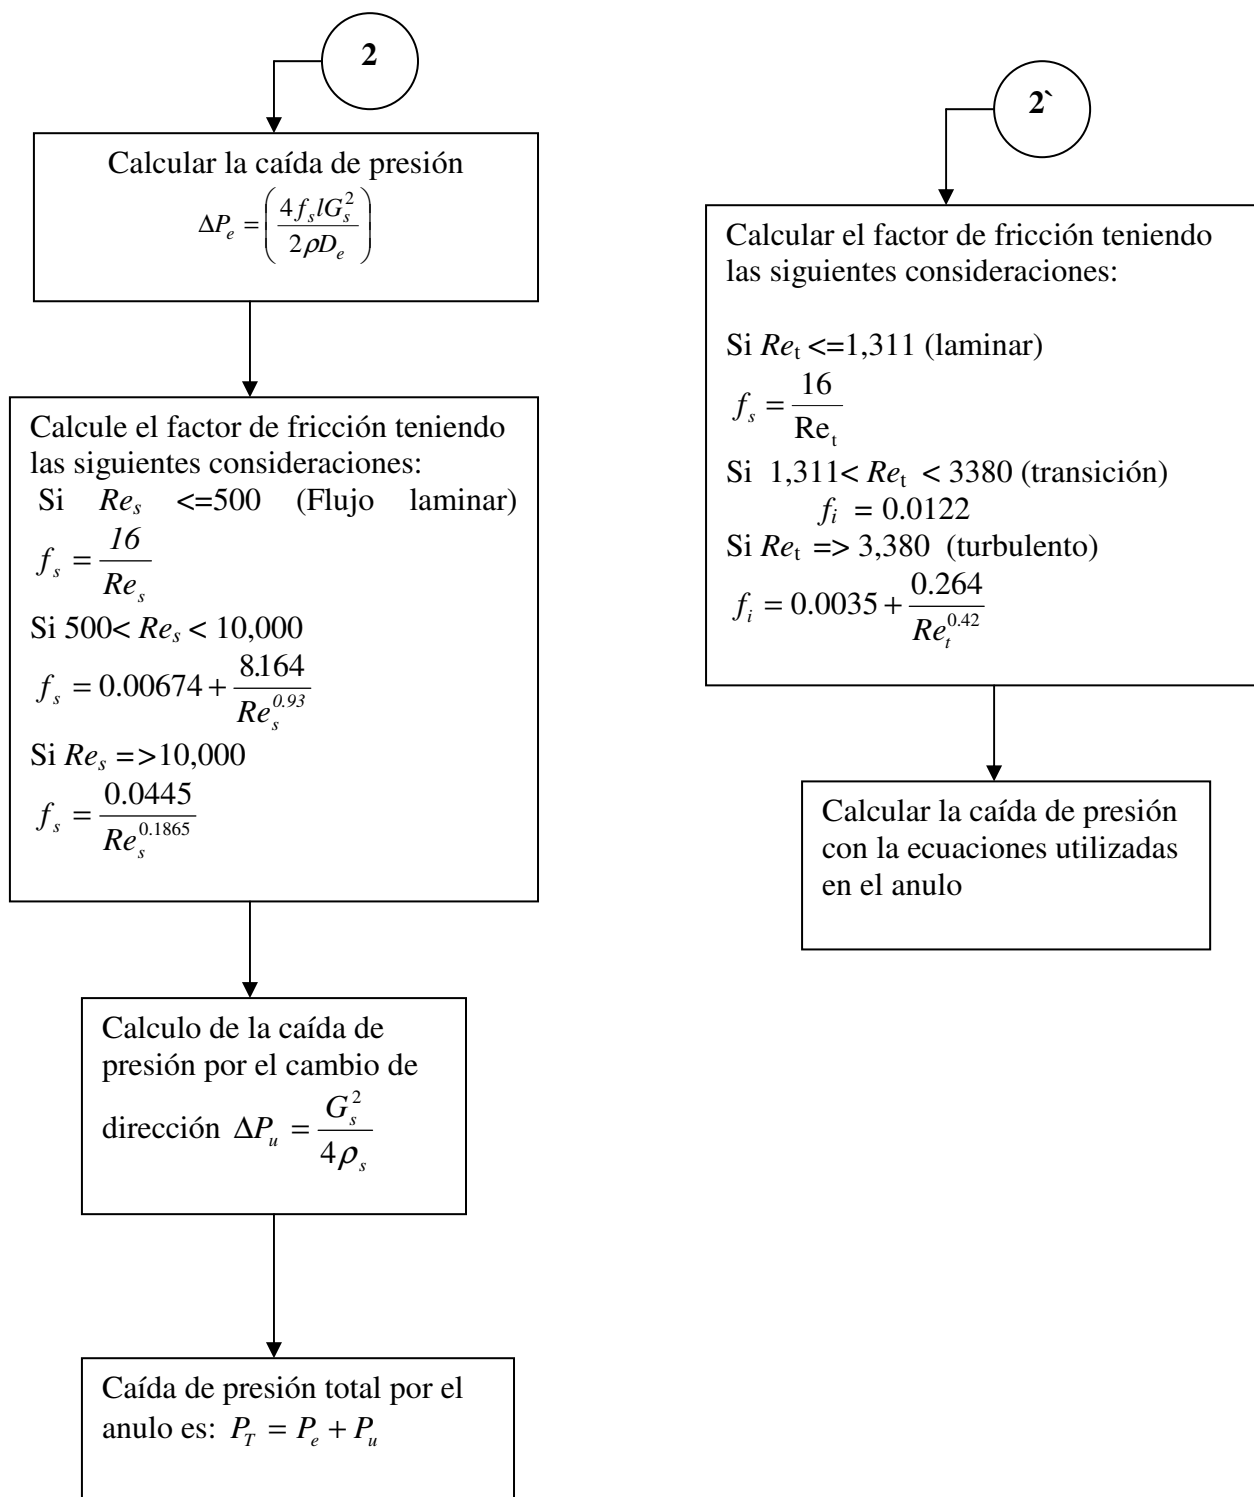 2
Calcular la caída de presión
ΔP_e = (4f_s l G_s^2 / 2ρD_e)
Calcule el factor de fricción teniendo
las siguientes consideraciones:
Si Re_s <=500 (Flujo laminar)
f_s = 16 / Re_s
Si 500< Re_s < 10,000
f_s = 0.00674 + 8.164 / Re_s^0.93
Si Re_s =>10,000
f_s = 0.0445 / Re_s^0.1865
Calculo de la caída de
presión por el cambio de
dirección ΔP_u = G_s^2 / 4ρ_s
Caída de presión total por el
anulo es: P_T = P_e + P_u
2`
Calcular el factor de fricción teniendo
las siguientes consideraciones:
Si Re_t <=1,311 (laminar)
f_s = 16 / Re_t
Si 1,311< Re_t < 3380 (transición)
f_i = 0.0122
Si Re_t => 3,380 (turbulento)
f_i = 0.0035 + 0.264 / Re_t^0.42
Calcular la caída de presión
con la ecuaciones utilizadas
en el anulo